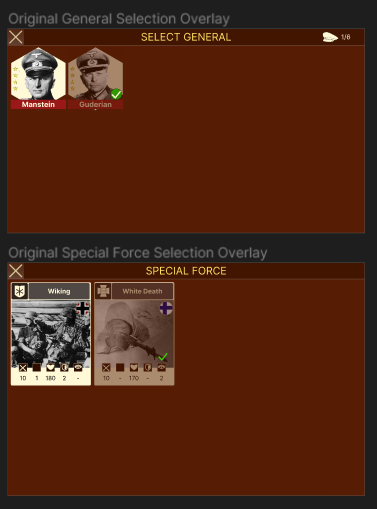 Original General Selection Overlay
SELECT GENERAL
1/6
Manstein
Guderian
Original Special Force Selection Overlay
SPECIAL FORCE
Wiking
White Death
10 1 180 2 -
10 - 170 - 2